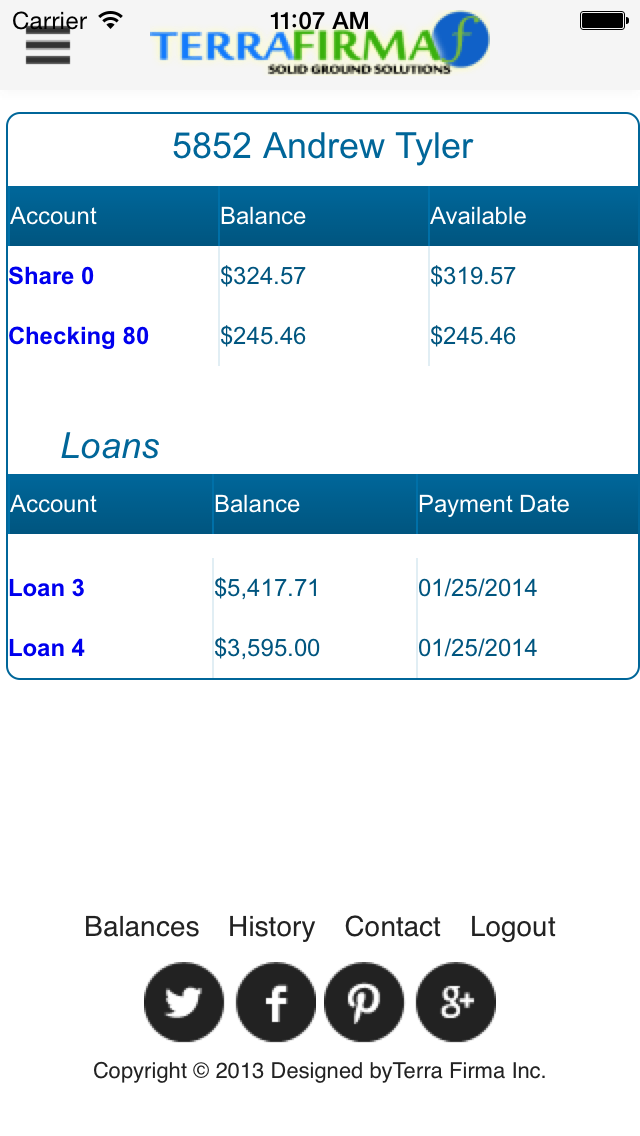 Carrier 11:07 AM
TERRAFIRMA f
SOLID GROUND SOLUTIONS
5852 Andrew Tyler
Account Balance Available
Share 0 $324.57 $319.57
Checking 80 $245.46 $245.46
Loans
Account Balance Payment Date
Loan 3 $5,417.71 01/25/2014
Loan 4 $3,595.00 01/25/2014
Balances History Contact Logout
f g+
Copyright © 2013 Designed byTerra Firma Inc.